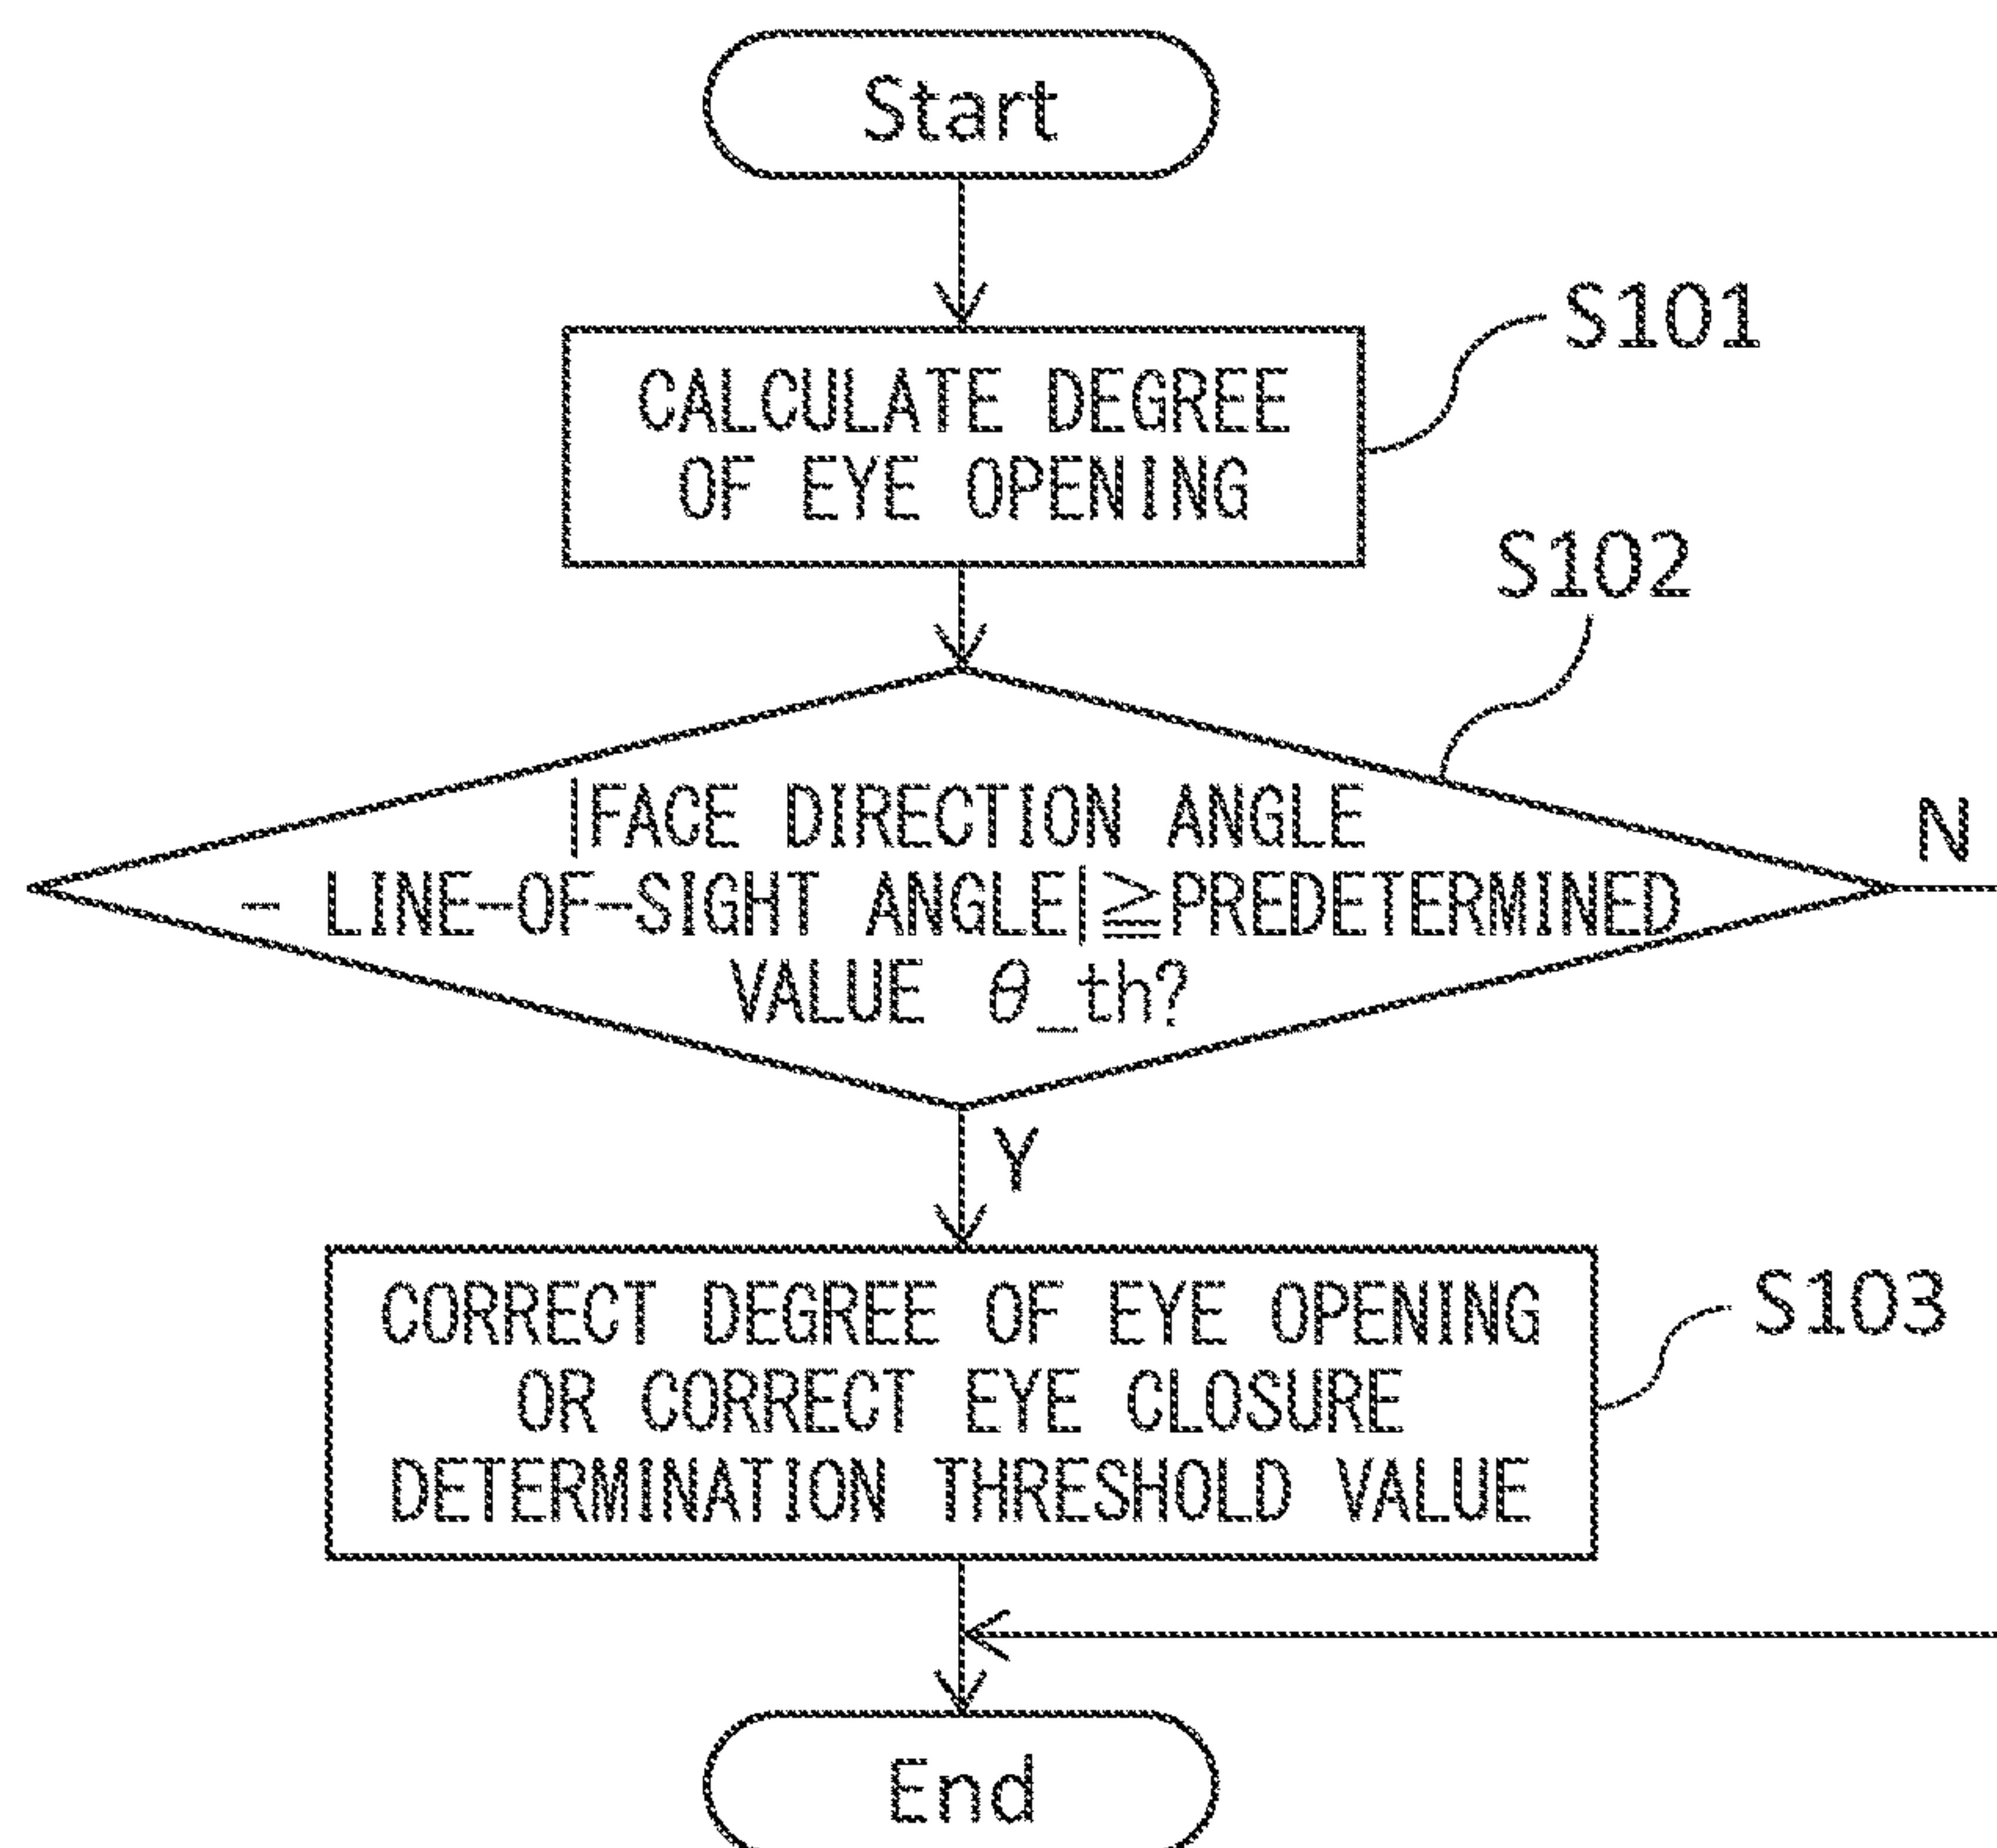 Start
S101
CALCULATE DEGREE
OF EYE OPENING
S102
|FACE DIRECTION ANGLE
- LINE-OF-SIGHT ANGLE|≧PREDETERMINED
VALUE θ_th?
N
Y
S103
CORRECT DEGREE OF EYE OPENING
OR CORRECT EYE CLOSURE
DETERMINATION THRESHOLD VALUE
End